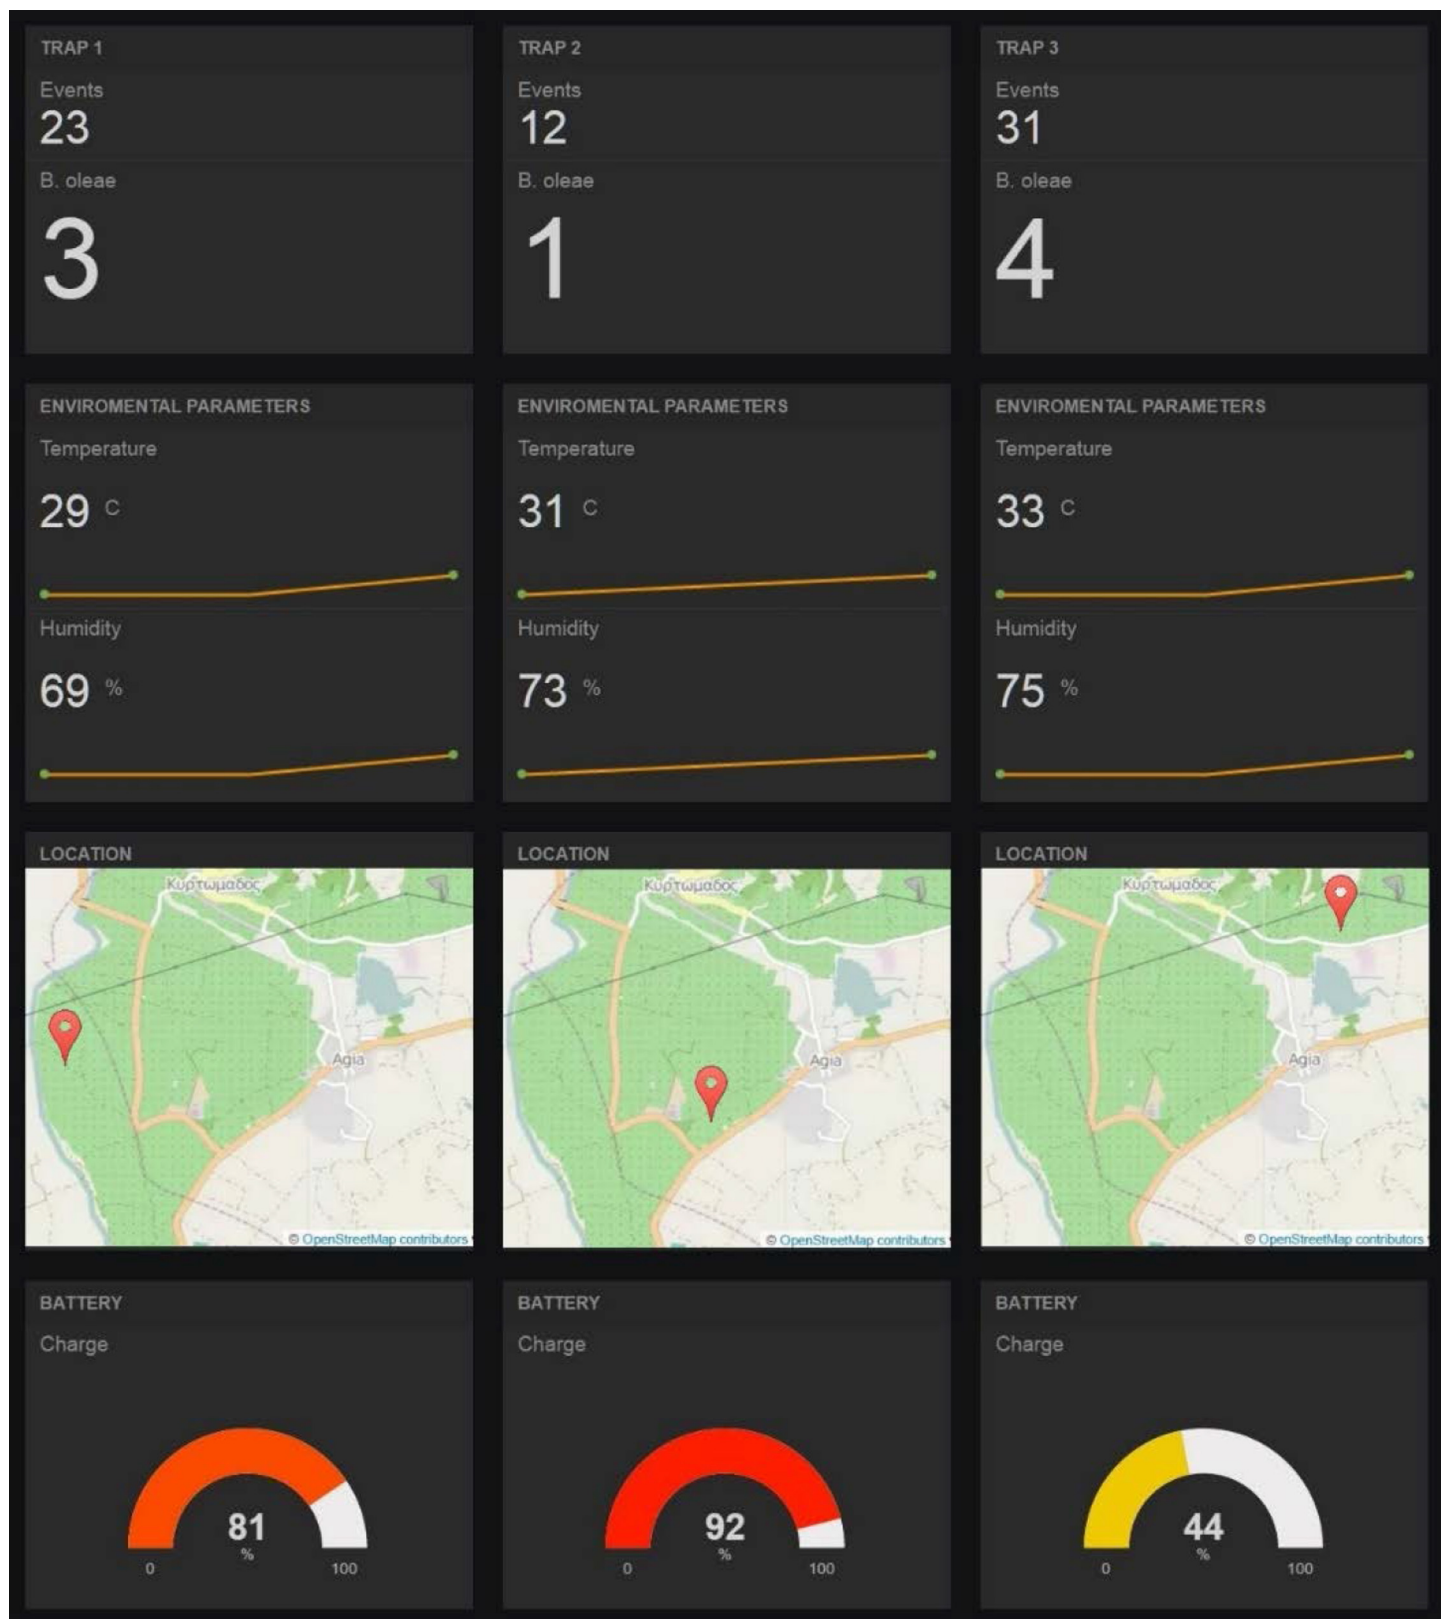 TRAP 1
Events
23
B. oleae
3
TRAP 2
Events
12
B. oleae
1
TRAP 3
Events
31
B. oleae
4
ENVIROMENTAL PARAMETERS
Temperature
29 C
Humidity
69 %
ENVIROMENTAL PARAMETERS
Temperature
31 C
Humidity
73 %
ENVIROMENTAL PARAMETERS
Temperature
33 C
Humidity
75 %
LOCATION
Κυρτωμαδος
Agia
© OpenStreetMap contributors
LOCATION
Κυρτωμαδος
Agia
© OpenStreetMap contributors
LOCATION
Κυρτωμαδος
Agia
© OpenStreetMap contributors
BATTERY
Charge
81
%
0 100
BATTERY
Charge
92
%
0 100
BATTERY
Charge
44
%
0 100